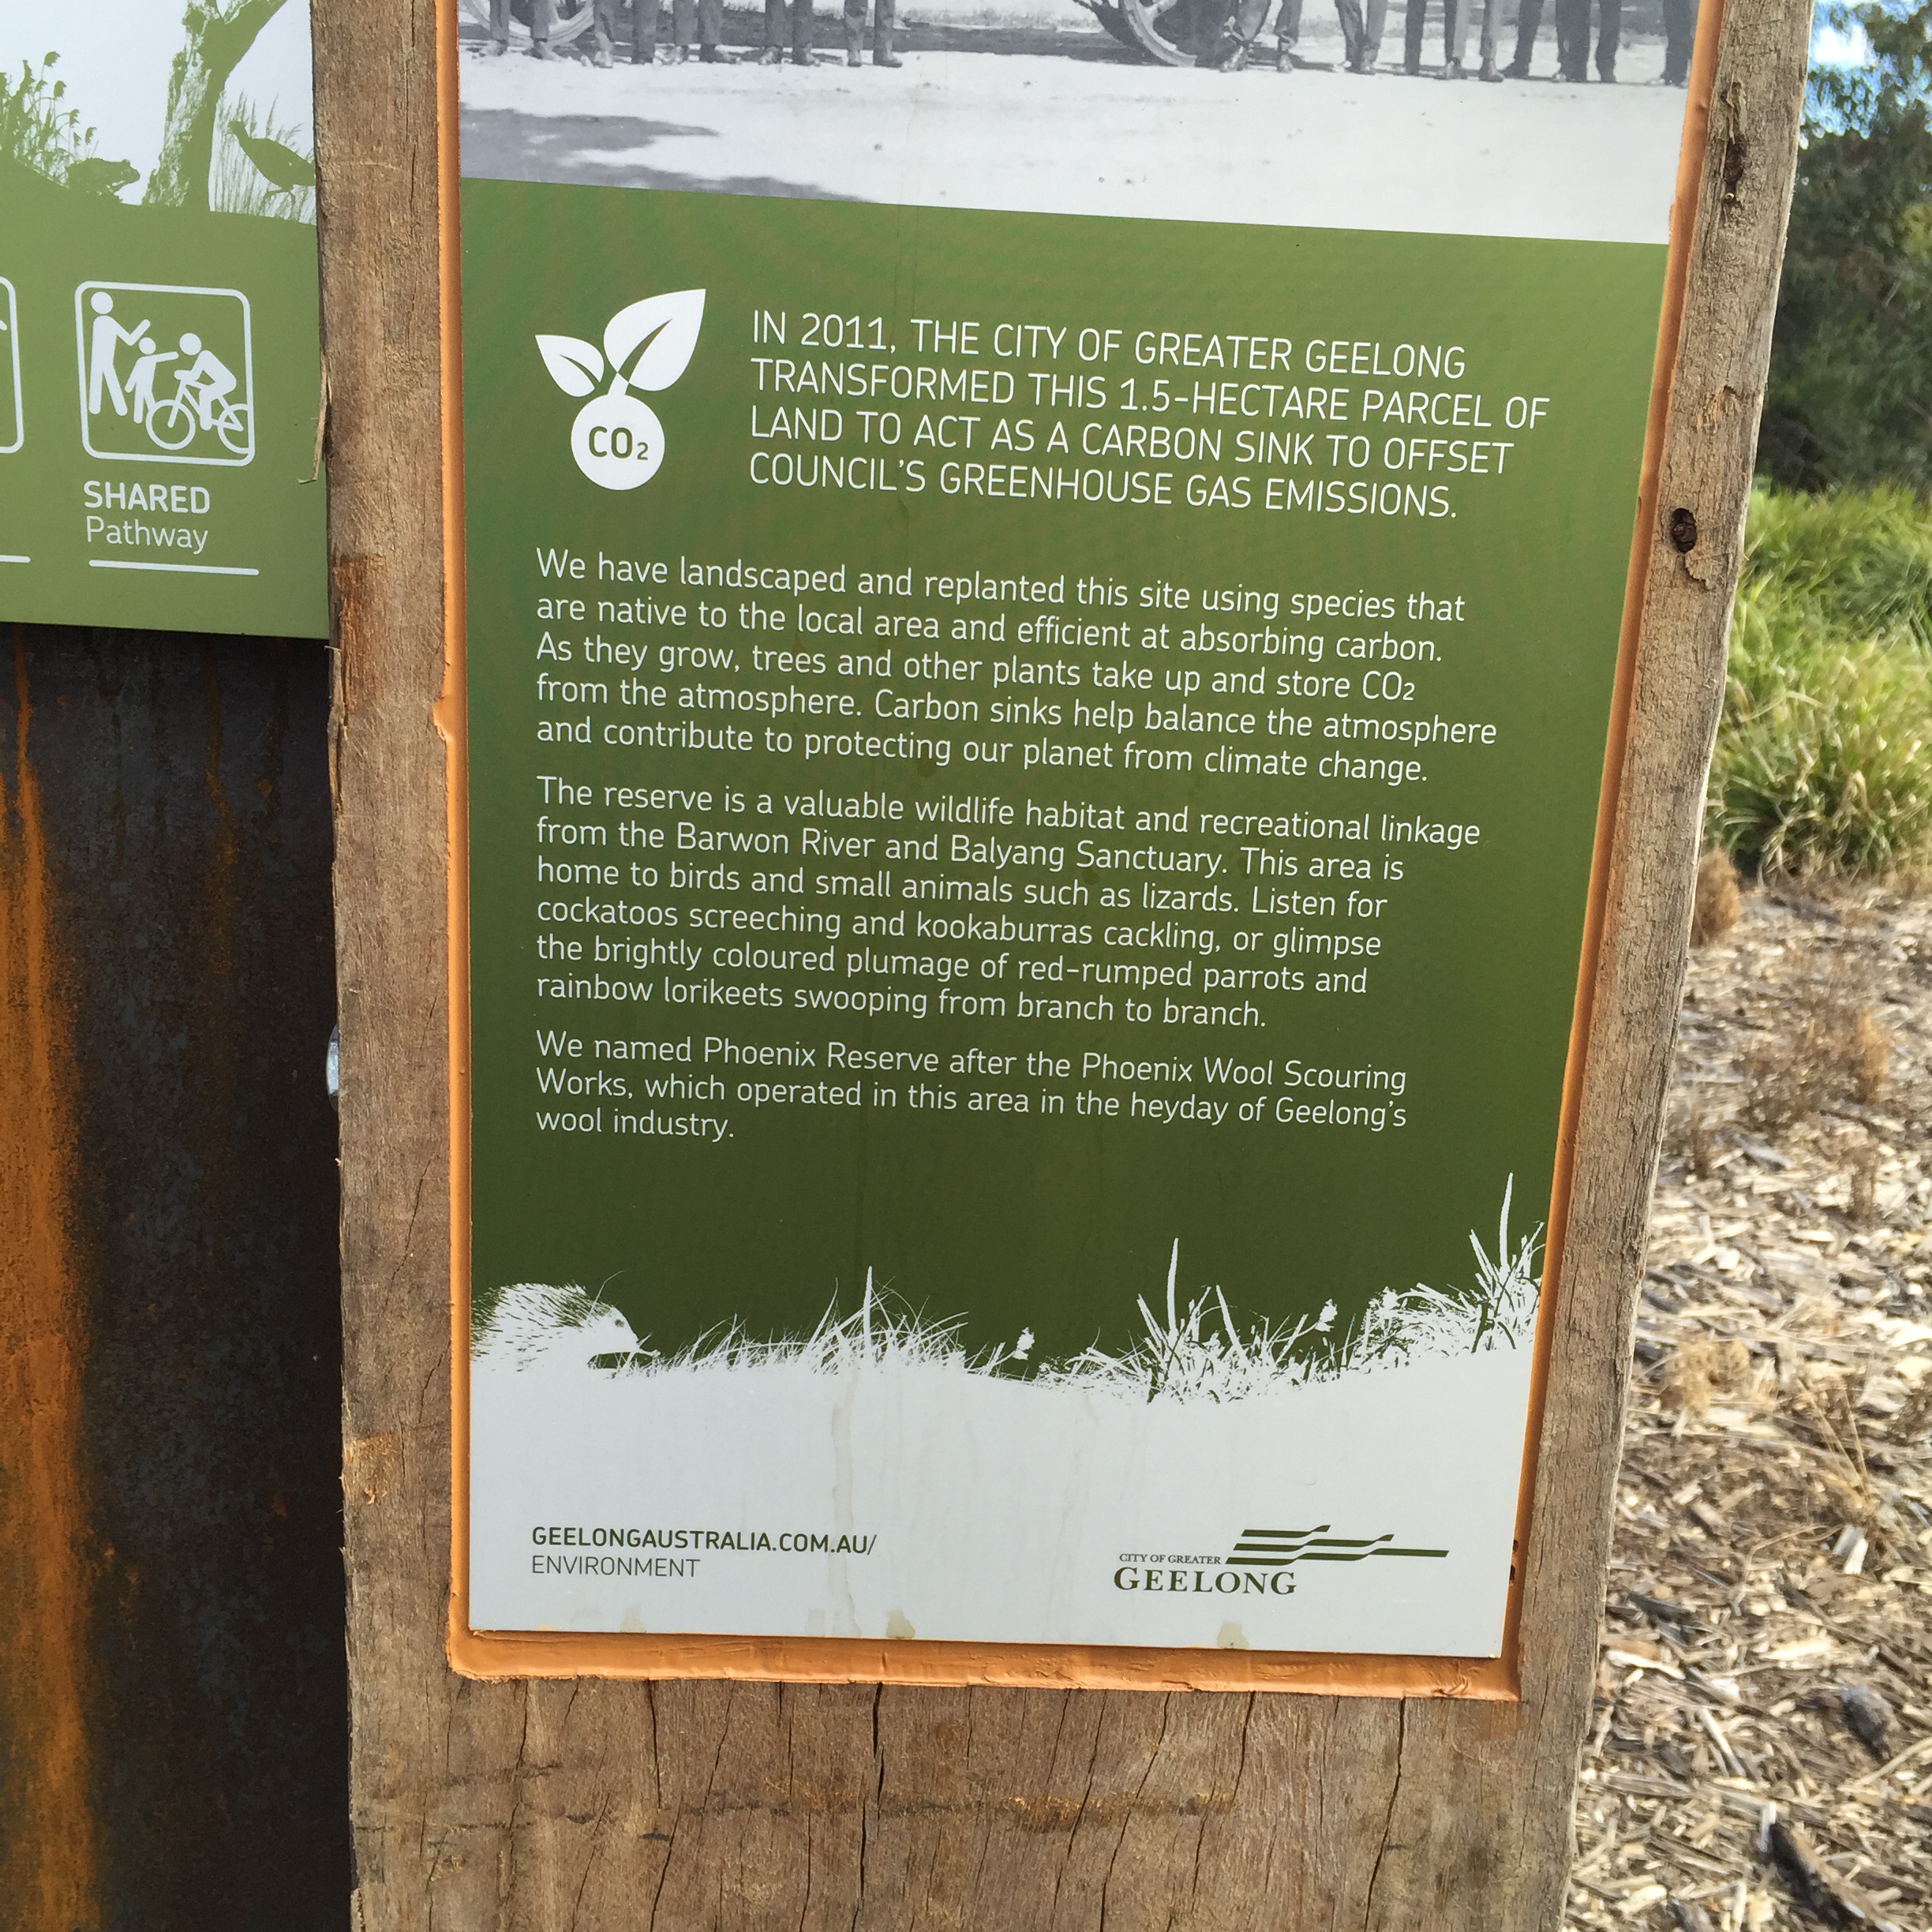 SHARED
Pathway
CO₂
IN 2011, THE CITY OF GREATER GEELONG
TRANSFORMED THIS 1.5-HECTARE PARCEL OF
LAND TO ACT AS A CARBON SINK TO OFFSET
COUNCIL'S GREENHOUSE GAS EMISSIONS.
We have landscaped and replanted this site using species that
are native to the local area and efficient at absorbing carbon.
As they grow, trees and other plants take up and store CO₂
from the atmosphere. Carbon sinks help balance the atmosphere
and contribute to protecting our planet from climate change.
The reserve is a valuable wildlife habitat and recreational linkage
from the Barwon River and Balyang Sanctuary. This area is
home to birds and small animals such as lizards. Listen for
cockatoos screeching and kookaburras cackling, or glimpse
the brightly coloured plumage of red-rumped parrots and
rainbow lorikeets swooping from branch to branch.
We named Phoenix Reserve after the Phoenix Wool Scouring
Works, which operated in this area in the heyday of Geelong's
wool industry.
GEELONGAUSTRALIA.COM.AU/
ENVIRONMENT
CITY OF GREATER
GEELONG